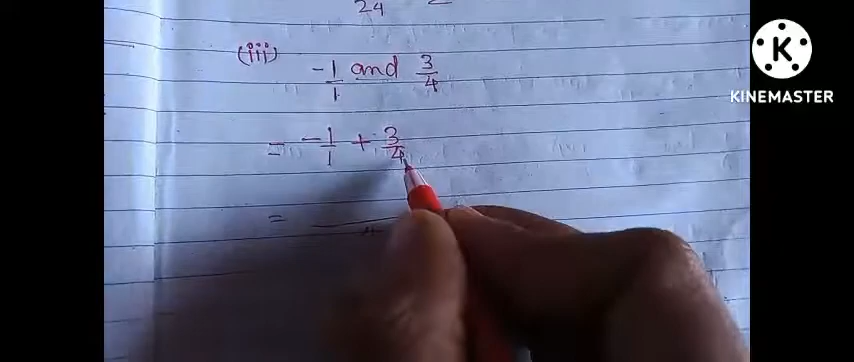 24
(iii) -1/1 and 3/4
= -1/1 + 3/4
=
K
KINEMASTER